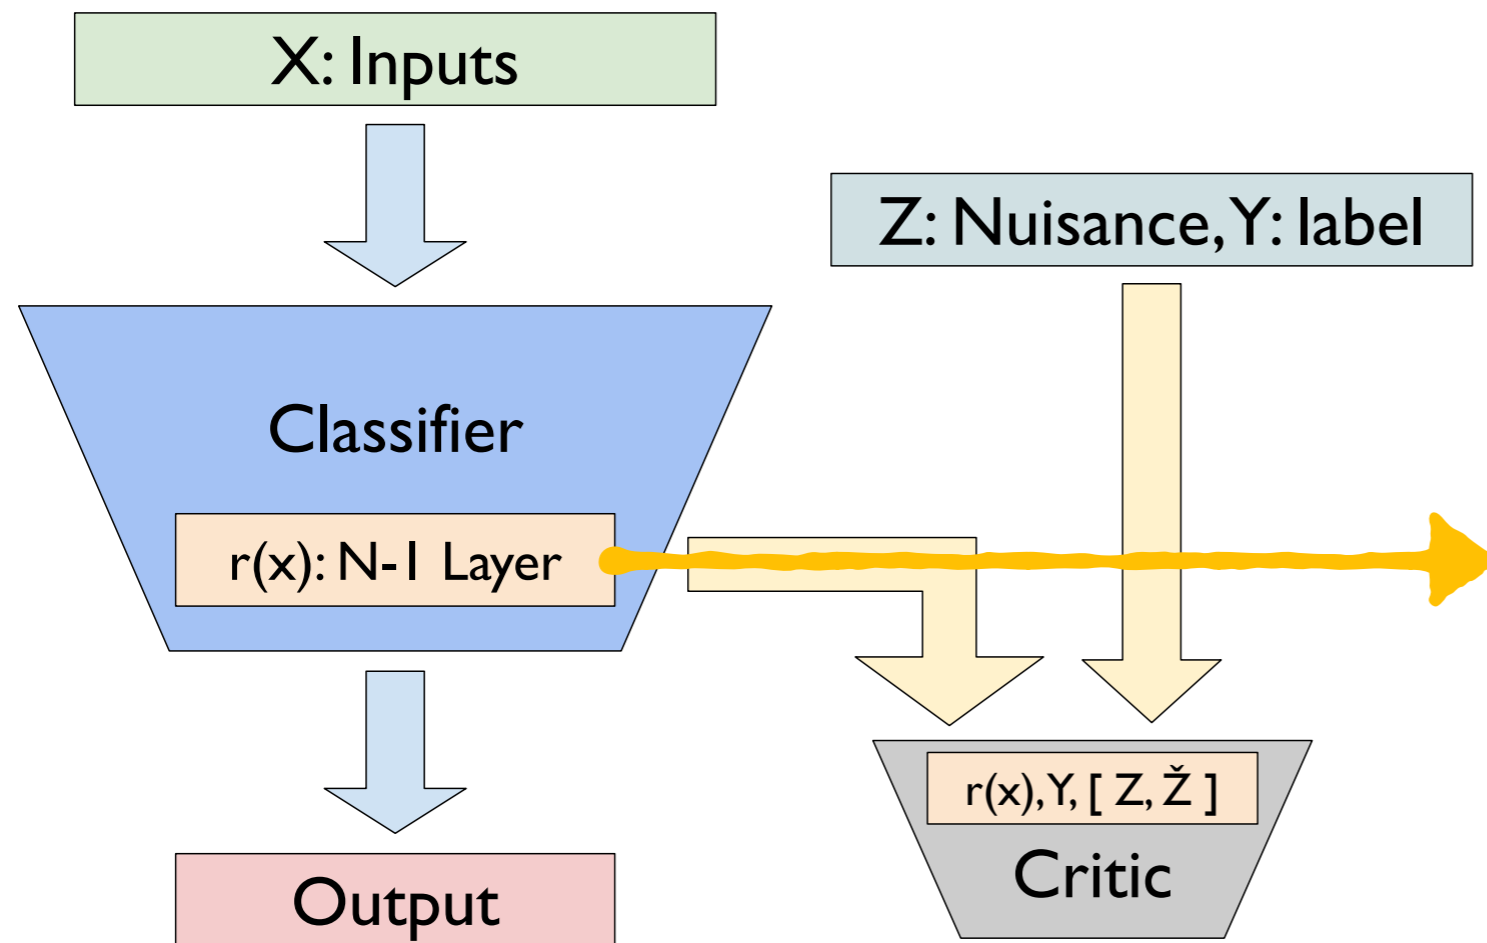 X: Inputs
Z: Nuisance, Y: label
Classifier
r(x): N-1 Layer
r(x), Y, [ Z, Ž ]
Critic
Output